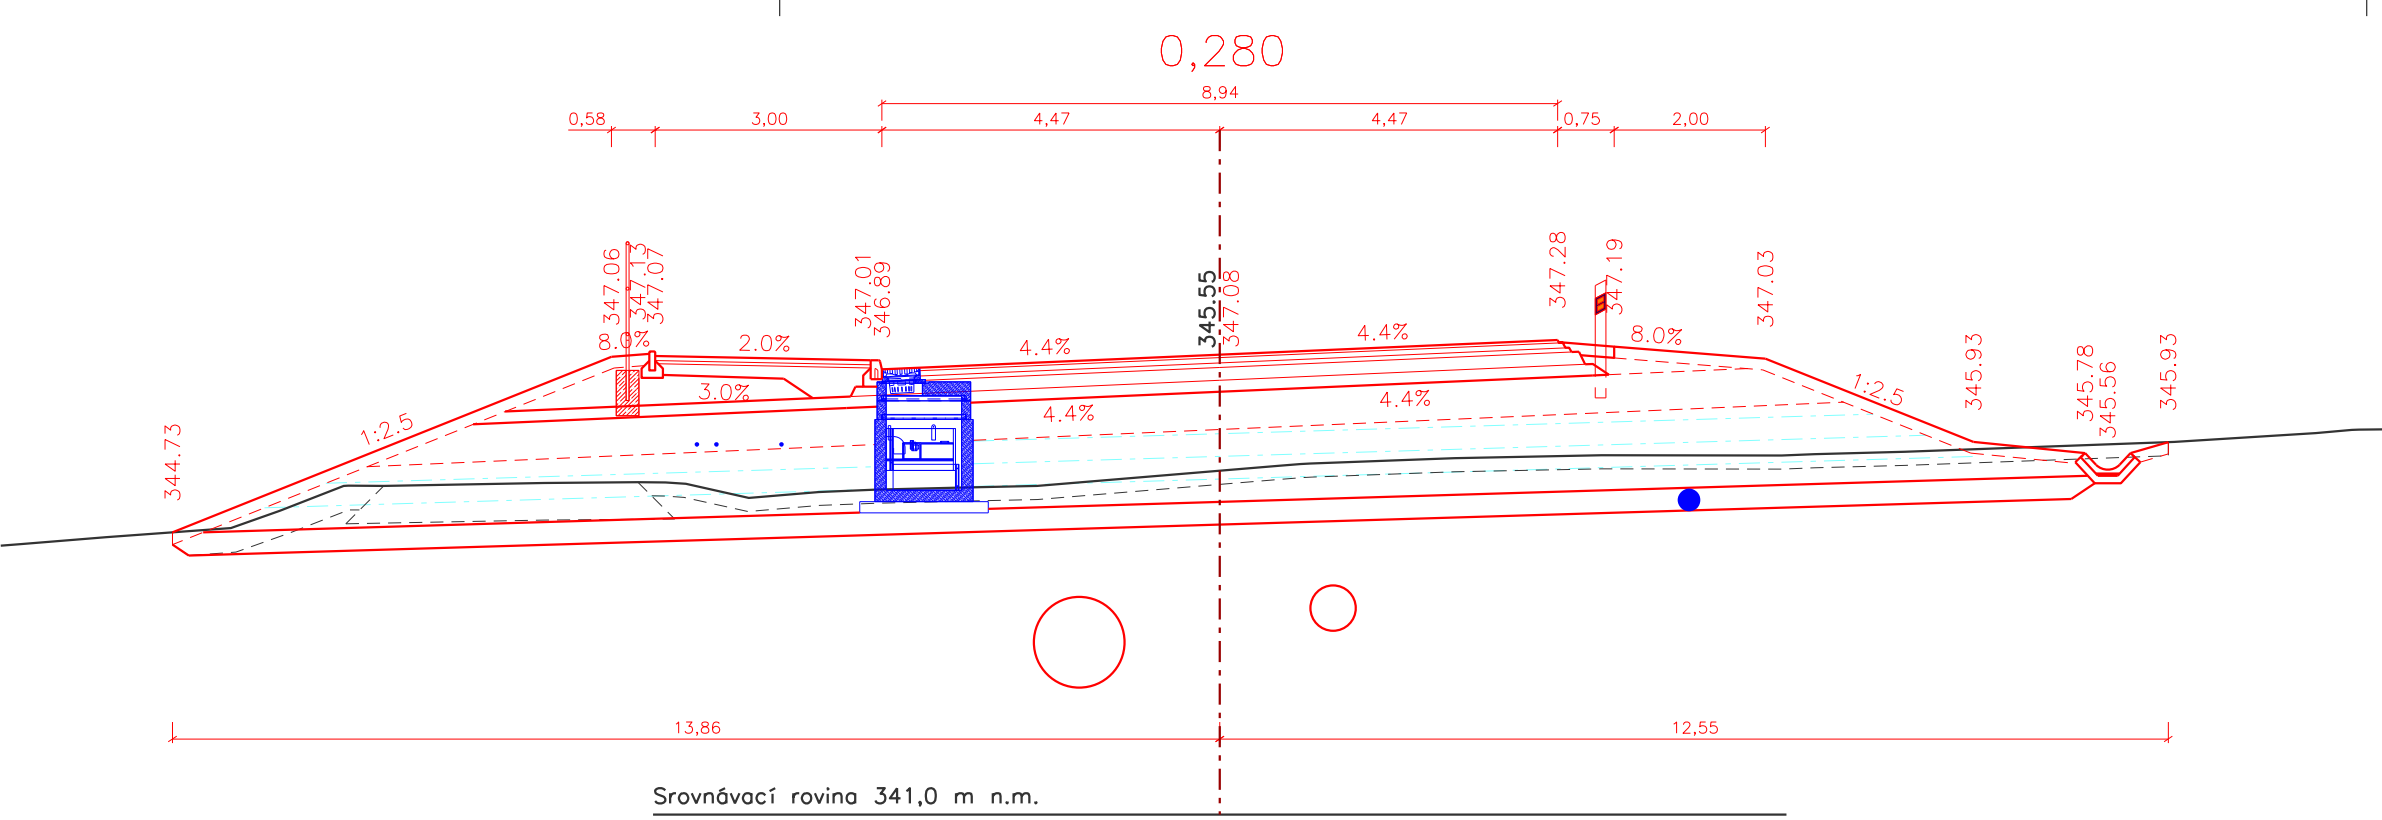 0,280
8,94
0,58 3,00 4,47 4,47 0,75 2,00
347.06 347.13 347.07 347.01 346.89 345.55 347.08 347.28 347.19 347.03
8.0% 2.0% 4.4% 4.4% 8.0%
344.73 345.93 345.78 345.56 345.93
1:2.5 3.0% 4.4% 4.4% 1:2.5
13,86 12,55
Srovnávací rovina 341,0 m n.m.